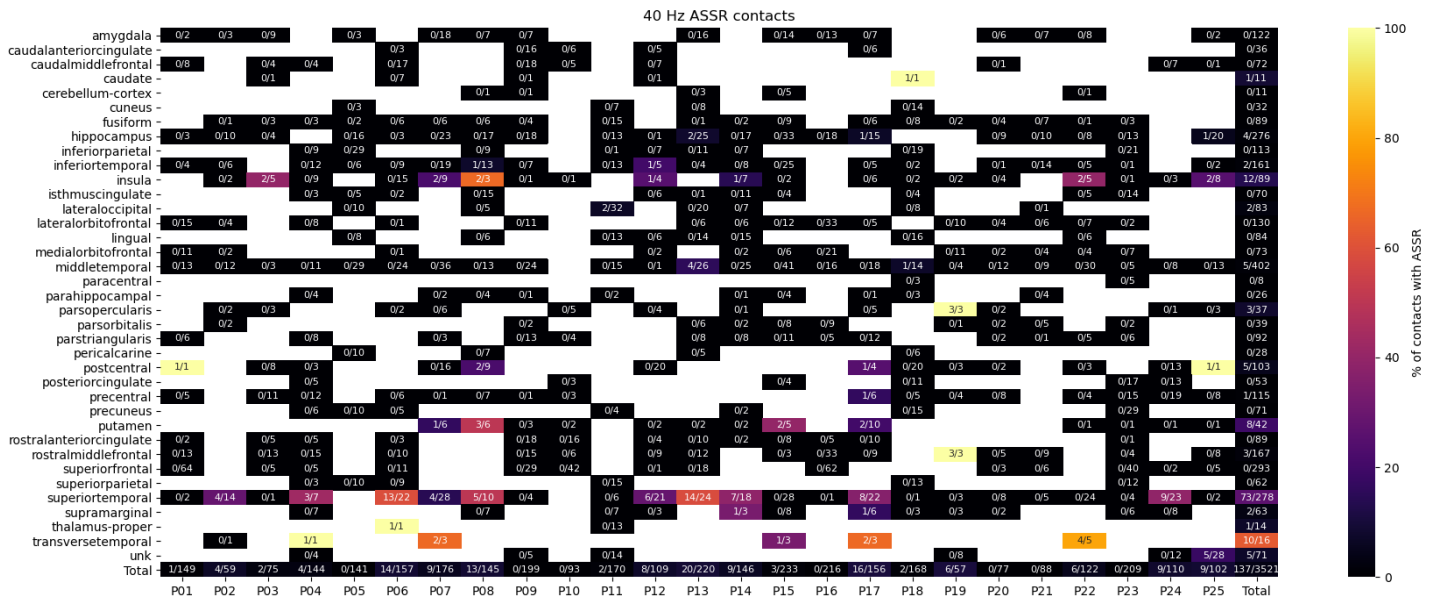 40 Hz ASSR contacts
amygdala 0/2 0/3 0/9 0/3 0/18 0/7 0/7 0/16 0/14 0/13 0/7 0/6 0/7 0/8 0/2 0/122
caudalanteriorcingulate 0/3 0/16 0/6 0/5 0/6 0/36
caudalmiddlefrontal 0/8 0/4 0/4 0/17 0/18 0/5 0/7 0/1 0/7 0/1 0/72
caudate 0/1 0/7 0/1 0/1 1/1 1/11
cerebellum-cortex 0/1 0/1 0/3 0/5 0/1 0/11
cuneus 0/3 0/7 0/8 0/14 0/32
fusiform 0/1 0/3 0/3 0/2 0/6 0/6 0/6 0/4 0/15 0/1 0/2 0/9 0/6 0/8 0/2 0/4 0/7 0/1 0/3 0/89
hippocampus 0/3 0/10 0/4 0/16 0/3 0/23 0/17 0/18 0/13 0/1 2/25 0/17 0/33 0/18 1/15 0/9 0/10 0/8 0/13 1/20 4/276
inferiorparietal 0/9 0/29 0/9 0/1 0/7 0/11 0/7 0/19 0/21 0/113
inferiortemporal 0/4 0/6 0/12 0/6 0/9 0/19 1/13 0/7 0/13 1/5 0/4 0/8 0/25 0/5 0/2 0/1 0/14 0/5 0/1 0/2 2/161
insula 0/2 2/5 0/9 0/15 2/9 2/3 0/1 0/1 1/4 1/7 0/2 0/6 0/2 0/2 0/4 2/5 0/1 0/3 2/8 12/89
isthmuscingulate 0/3 0/5 0/2 0/15 0/6 0/1 0/11 0/4 0/4 0/5 0/14 0/70
lateraloccipital 0/10 0/5 2/32 0/20 0/7 0/8 0/1 2/83
lateralorbitofrontal 0/15 0/4 0/8 0/1 0/11 0/6 0/6 0/12 0/33 0/5 0/10 0/4 0/6 0/7 0/2 0/130
lingual 0/8 0/6 0/13 0/6 0/14 0/15 0/16 0/6 0/84
medialorbitofrontal 0/11 0/2 0/1 0/2 0/2 0/6 0/21 0/11 0/2 0/4 0/4 0/7 0/73
middletemporal 0/13 0/12 0/3 0/11 0/29 0/24 0/36 0/13 0/24 0/15 0/1 4/26 0/25 0/41 0/16 0/18 1/14 0/4 0/12 0/9 0/30 0/5 0/8 0/13 5/402
paracentral 0/3 0/5 0/8
parahippocampal 0/4 0/2 0/4 0/1 0/2 0/1 0/4 0/1 0/3 0/4 0/26
parsopercularis 0/2 0/3 0/2 0/6 0/5 0/4 0/1 0/5 3/3 0/2 0/1 0/3 3/37
parsorbitalis 0/2 0/2 0/6 0/2 0/8 0/9 0/1 0/2 0/5 0/2 0/39
parstriangularis 0/6 0/8 0/3 0/13 0/4 0/8 0/8 0/11 0/5 0/12 0/1 0/2 0/5 0/6 0/92
pericalcarine 0/10 0/7 0/5 0/6 0/28
postcentral 1/1 0/8 0/3 0/16 2/9 0/20 1/4 0/20 0/3 0/2 0/3 0/13 1/1 5/103
posteriorcingulate 0/5 0/3 0/4 0/11 0/17 0/13 0/53
precentral 0/5 0/11 0/12 0/6 0/1 0/7 0/1 0/3 1/6 0/5 0/4 0/8 0/4 0/15 0/19 0/8 1/115
precuneus 0/6 0/10 0/5 0/4 0/2 0/15 0/29 0/71
putamen 1/6 3/6 0/3 0/2 0/2 0/2 0/2 2/5 2/10 0/1 0/1 0/1 0/1 8/42
rostralanteriorcingulate 0/2 0/5 0/5 0/3 0/18 0/16 0/4 0/10 0/2 0/8 0/5 0/10 0/1 0/89
rostralmiddlefrontal 0/13 0/13 0/15 0/10 0/15 0/6 0/9 0/12 0/3 0/33 0/9 3/3 0/5 0/9 0/4 0/8 3/167
superiorfrontal 0/64 0/5 0/5 0/11 0/29 0/42 0/1 0/18 0/62 0/3 0/6 0/40 0/2 0/5 0/293
superiorparietal 0/3 0/10 0/9 0/15 0/13 0/12 0/62
superiortemporal 0/2 4/14 0/1 3/7 13/22 4/28 5/10 0/4 0/6 6/21 14/24 7/18 0/28 0/1 8/22 0/1 0/3 0/8 0/5 0/24 0/4 9/23 0/2 73/278
supramarginal 0/7 0/7 0/7 0/3 1/3 0/8 1/6 0/3 0/3 0/2 0/6 0/8 2/63
thalamus-proper 1/1 0/13 1/14
transversetemporal 0/1 1/1 2/3 1/3 2/3 4/5 10/16
unk 0/4 0/5 0/14 0/8 0/12 5/28 5/71
Total 1/149 4/59 2/75 4/144 0/141 14/157 9/176 13/145 0/199 0/93 2/170 8/109 20/220 9/146 3/233 0/216 16/156 2/168 6/57 0/77 0/88 6/122 0/209 9/110 9/102 137/3521
P01 P02 P03 P04 P05 P06 P07 P08 P09 P10 P11 P12 P13 P14 P15 P16 P17 P18 P19 P20 P21 P22 P23 P24 P25 Total
100
80
60
40
20
0
% of contacts with ASSR